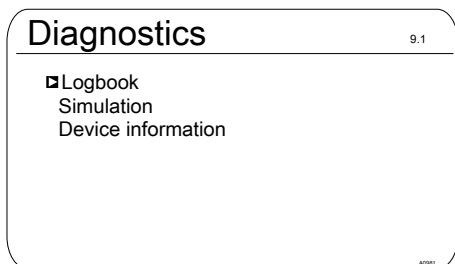 Diagnostics 9.1
Logbook
Simulation
Device information
A0981